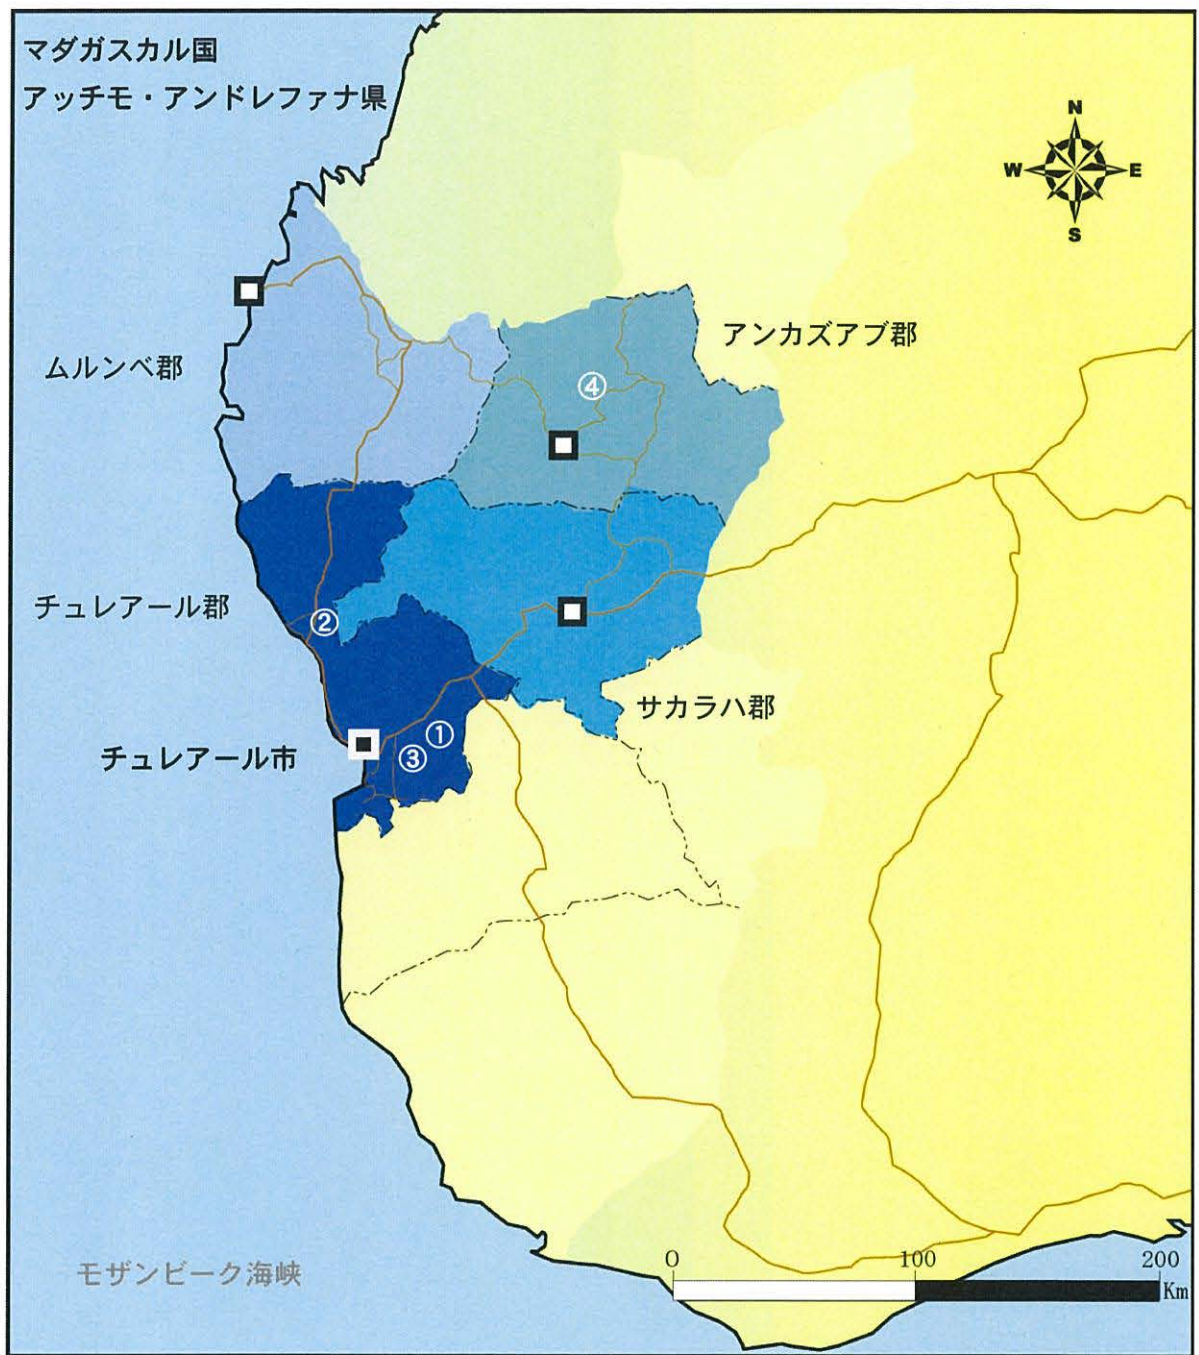 マダガスカル国
アッチモ・アンドレファナ県
N
W
E
S
アンカズアブ郡
ムルンベ郡
④
チュレアール郡
②
サカラハ郡
①
チュレアール市
③
モザンビーク海峡
0
100
200
Km